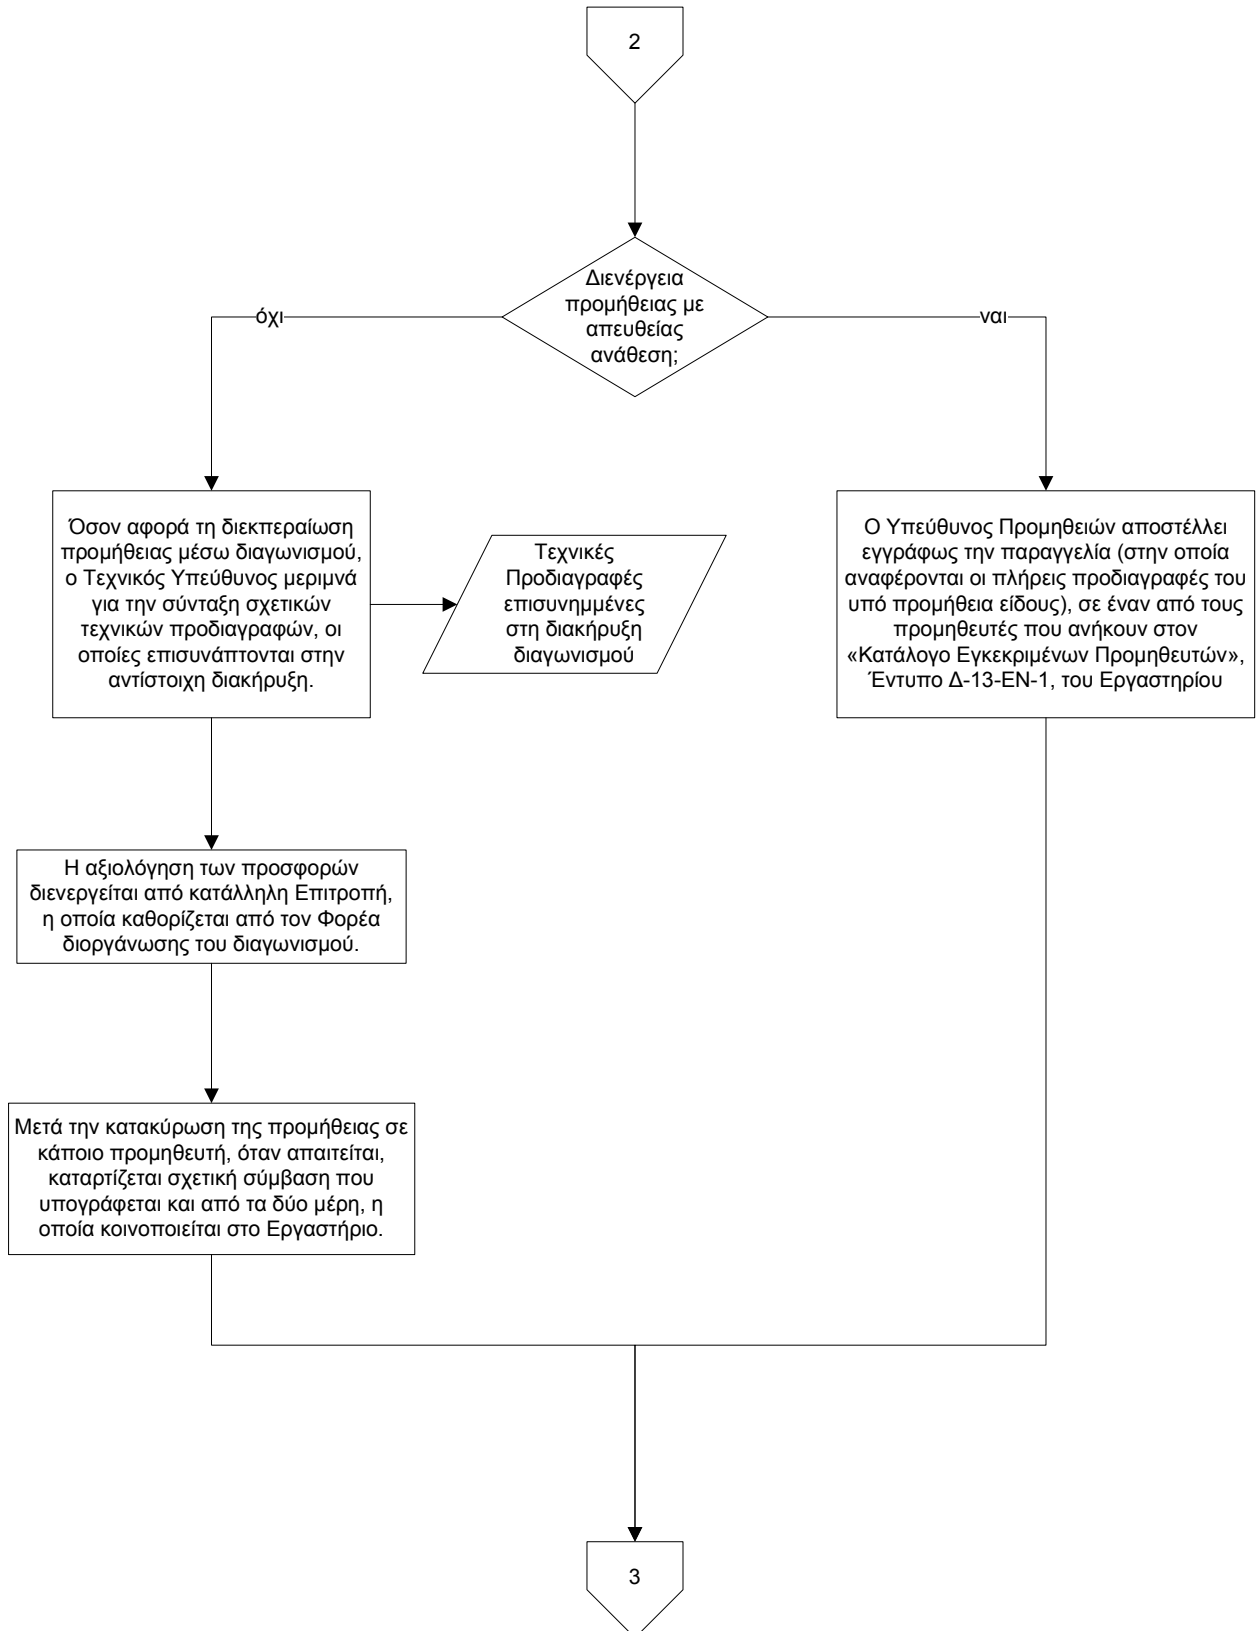 2
Διενέργεια
προμήθειας με
απευθείας
ανάθεση;
όχι
ναι
Όσον αφορά τη διεκπεραίωση
προμήθειας μέσω διαγωνισμού,
ο Τεχνικός Υπεύθυνος μεριμνά
για την σύνταξη σχετικών
τεχνικών προδιαγραφών, οι
οποίες επισυνάπτονται στην
αντίστοιχη διακήρυξη.
Τεχνικές
Προδιαγραφές
επισυνημμένες
στη διακήρυξη
διαγωνισμού
Ο Υπεύθυνος Προμηθειών αποστέλλει
εγγράφως την παραγγελία (στην οποία
αναφέρονται οι πλήρεις προδιαγραφές του
υπό προμήθεια είδους), σε έναν από τους
προμηθευτές που ανήκουν στον
«Κατάλογο Εγκεκριμένων Προμηθευτών»,
Έντυπο Δ-13-ΕΝ-1, του Εργαστηρίου
Η αξιολόγηση των προσφορών
διενεργείται από κατάλληλη Επιτροπή,
η οποία καθορίζεται από τον Φορέα
διοργάνωσης του διαγωνισμού.
Μετά την κατακύρωση της προμήθειας σε
κάποιο προμηθευτή, όταν απαιτείται,
καταρτίζεται σχετική σύμβαση που
υπογράφεται και από τα δύο μέρη, η
οποία κοινοποιείται στο Εργαστήριο.
3